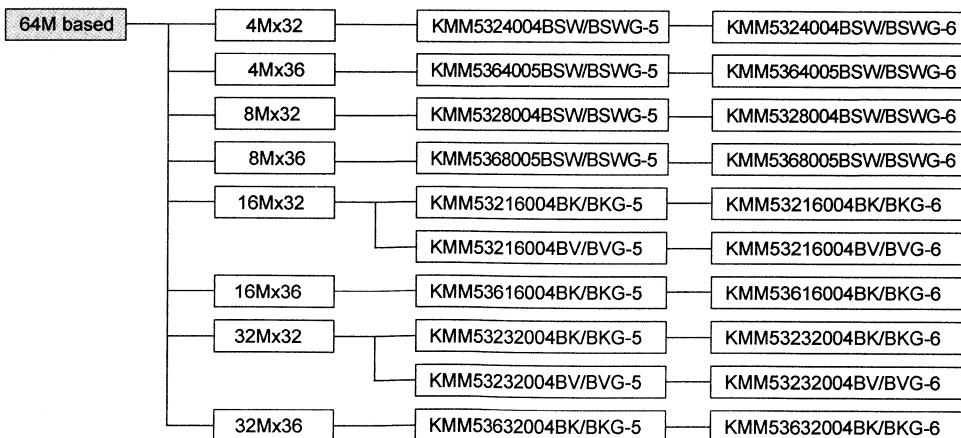 64M based 4Mx32 KMM5324004BSW/BSWG-5 KMM5324004BSW/BSWG-6
4Mx36 KMM5364005BSW/BSWG-5 KMM5364005BSW/BSWG-6
8Mx32 KMM5328004BSW/BSWG-5 KMM5328004BSW/BSWG-6
8Mx36 KMM5368005BSW/BSWG-5 KMM5368005BSW/BSWG-6
16Mx32 KMM53216004BK/BKG-5 KMM53216004BK/BKG-6
KMM53216004BV/BVG-5 KMM53216004BV/BVG-6
16Mx36 KMM53616004BK/BKG-5 KMM53616004BK/BKG-6
32Mx32 KMM53232004BK/BKG-5 KMM53232004BK/BKG-6
KMM53232004BV/BVG-5 KMM53232004BV/BVG-6
32Mx36 KMM53632004BK/BKG-5 KMM53632004BK/BKG-6